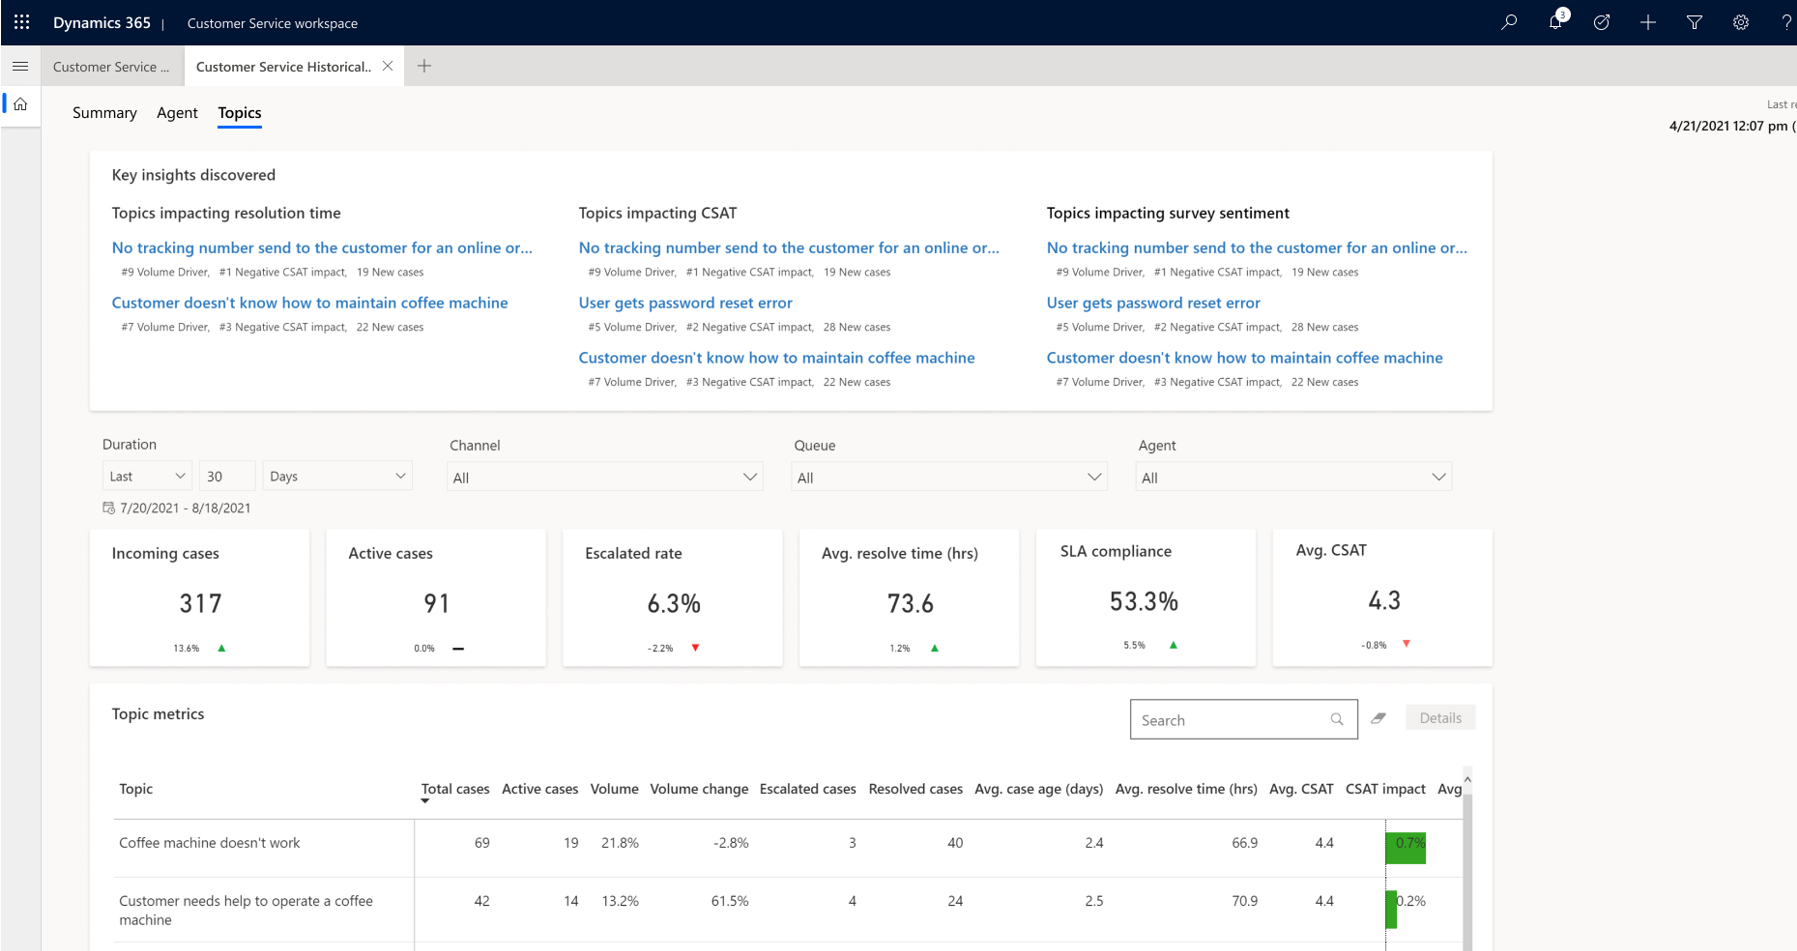 Dynamics 365 | Customer Service workspace
3
Customer Service ...
Customer Service Historical..
Summary
Agent
Topics
Last re
4/21/2021 12:07 pm (
Key insights discovered
Topics impacting resolution time
No tracking number send to the customer for an online or...
#9 Volume Driver, #1 Negative CSAT impact, 19 New cases
Customer doesn't know how to maintain coffee machine
#7 Volume Driver, #3 Negative CSAT impact, 22 New cases
Topics impacting CSAT
No tracking number send to the customer for an online or...
#9 Volume Driver, #1 Negative CSAT impact, 19 New cases
User gets password reset error
#5 Volume Driver, #2 Negative CSAT impact, 28 New cases
Customer doesn't know how to maintain coffee machine
#7 Volume Driver, #3 Negative CSAT impact, 22 New cases
Topics impacting survey sentiment
No tracking number send to the customer for an online or...
#9 Volume Driver, #1 Negative CSAT impact, 19 New cases
User gets password reset error
#5 Volume Driver, #2 Negative CSAT impact, 28 New cases
Customer doesn't know how to maintain coffee machine
#7 Volume Driver, #3 Negative CSAT impact, 22 New cases
Duration
Last 30 Days
7/20/2021 - 8/18/2021
Channel
All
Queue
All
Agent
All
Incoming cases
317
13.6%
Active cases
91
0.0%
Escalated rate
6.3%
-2.2%
Avg. resolve time (hrs)
73.6
1.2%
SLA compliance
53.3%
5.5%
Avg. CSAT
4.3
-0.8%
Topic metrics
Search
Details
Topic Total cases Active cases Volume Volume change Escalated cases Resolved cases Avg. case age (days) Avg. resolve time (hrs) Avg. CSAT CSAT impact Avg
Coffee machine doesn't work 69 19 21.8% -2.8% 3 40 2.4 66.9 4.4 0.7%
Customer needs help to operate a coffee 42 14 13.2% 61.5% 4 24 2.5 70.9 4.4 0.2%
machine